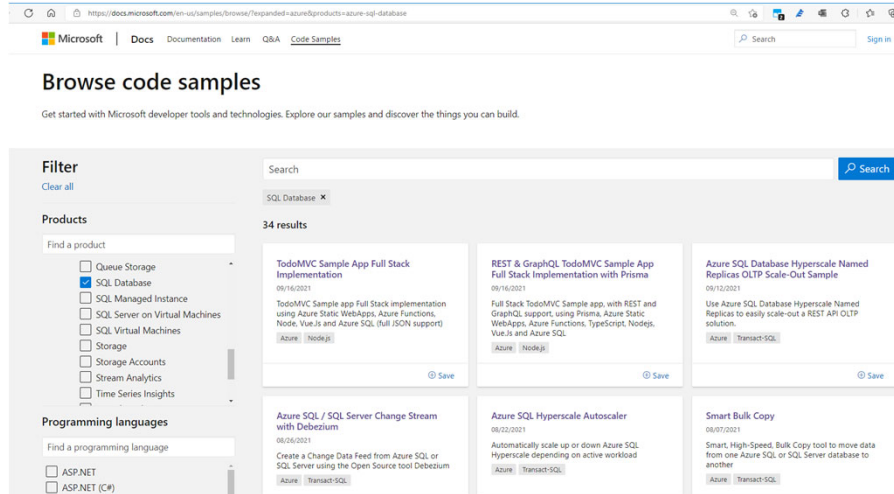 https://docs.microsoft.com/en-us/samples/browse/?expanded=azure&products=azure-sql-database
Microsoft Docs Documentation Learn Q&A Code Samples Search Sign in
Browse code samples
Get started with Microsoft developer tools and technologies. Explore our samples and discover the things you can build.
Filter
Clear all
Products
Find a product
Queue Storage
SQL Database
SQL Managed Instance
SQL Server on Virtual Machines
SQL Virtual Machines
Storage
Storage Accounts
Stream Analytics
Time Series Insights
Programming languages
Find a programming language
ASP.NET
ASP.NET (C#)
Search Search
SQL Database ×
34 results
TodoMVC Sample App Full Stack
Implementation
09/16/2021
TodoMVC Sample app Full Stack implementation
using Azure Static WebApps, Azure Functions,
Node, Vue.Js and Azure SQL (full JSON support)
Azure Node.js
Save
REST & GraphQL TodoMVC Sample App
Full Stack Implementation with Prisma
09/16/2021
Full Stack TodoMVC Sample app, with REST and
GraphQL support, using Prisma, Azure Static
WebApps, Azure Functions, TypeScript, Nodejs,
Vue.Js and Azure SQL
Azure Node.js
Save
Azure SQL Database Hyperscale Named
Replicas OLTP Scale-Out Sample
09/12/2021
Use Azure SQL Database Hyperscale Named
Replicas to easily scale-out a REST API OLTP
solution.
Azure Transact-SQL
Save
Azure SQL / SQL Server Change Stream
with Debezium
08/26/2021
Create a Change Data Feed from Azure SQL or
SQL Server using the Open Source tool Debezium
Azure Transact-SQL
Azure SQL Hyperscale Autoscaler
08/22/2021
Automatically scale up or down Azure SQL
Hyperscale depending on active workload
Azure Transact-SQL
Smart Bulk Copy
08/07/2021
Smart, High-Speed, Bulk Copy tool to move data
from one Azure SQL or SQL Server database to
another
Azure Transact-SQL